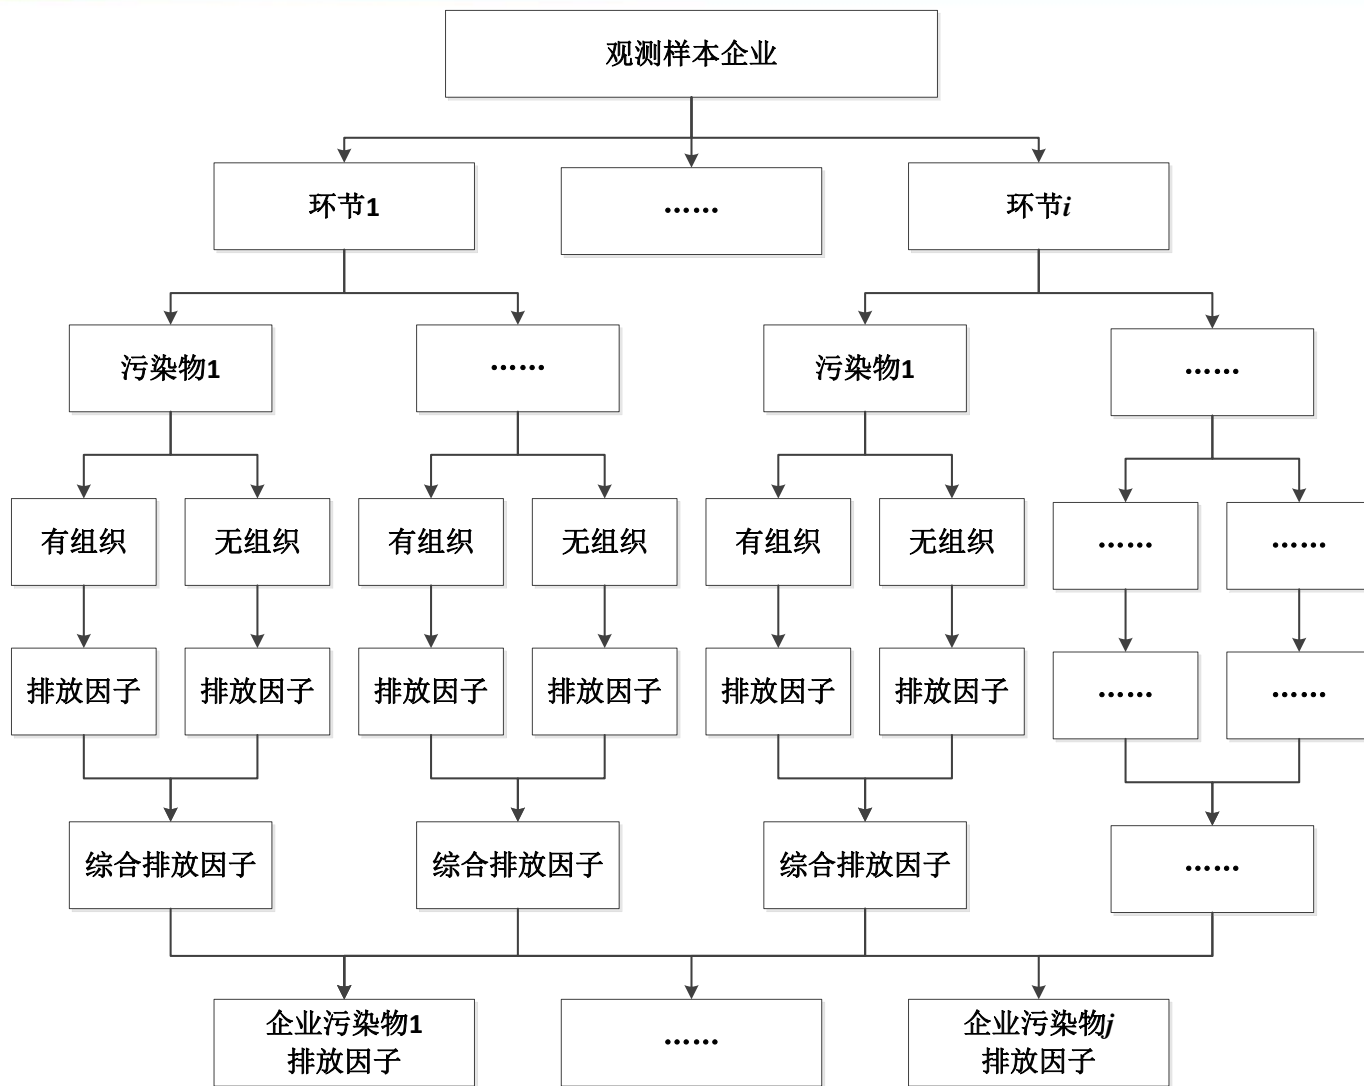 观测样本企业
环节1
……
环节i
污染物1
……
污染物1
……
有组织
无组织
有组织
无组织
有组织
无组织
……
……
排放因子
排放因子
排放因子
排放因子
排放因子
排放因子
……
……
综合排放因子
综合排放因子
综合排放因子
……
企业污染物1
排放因子
……
企业污染物j
排放因子